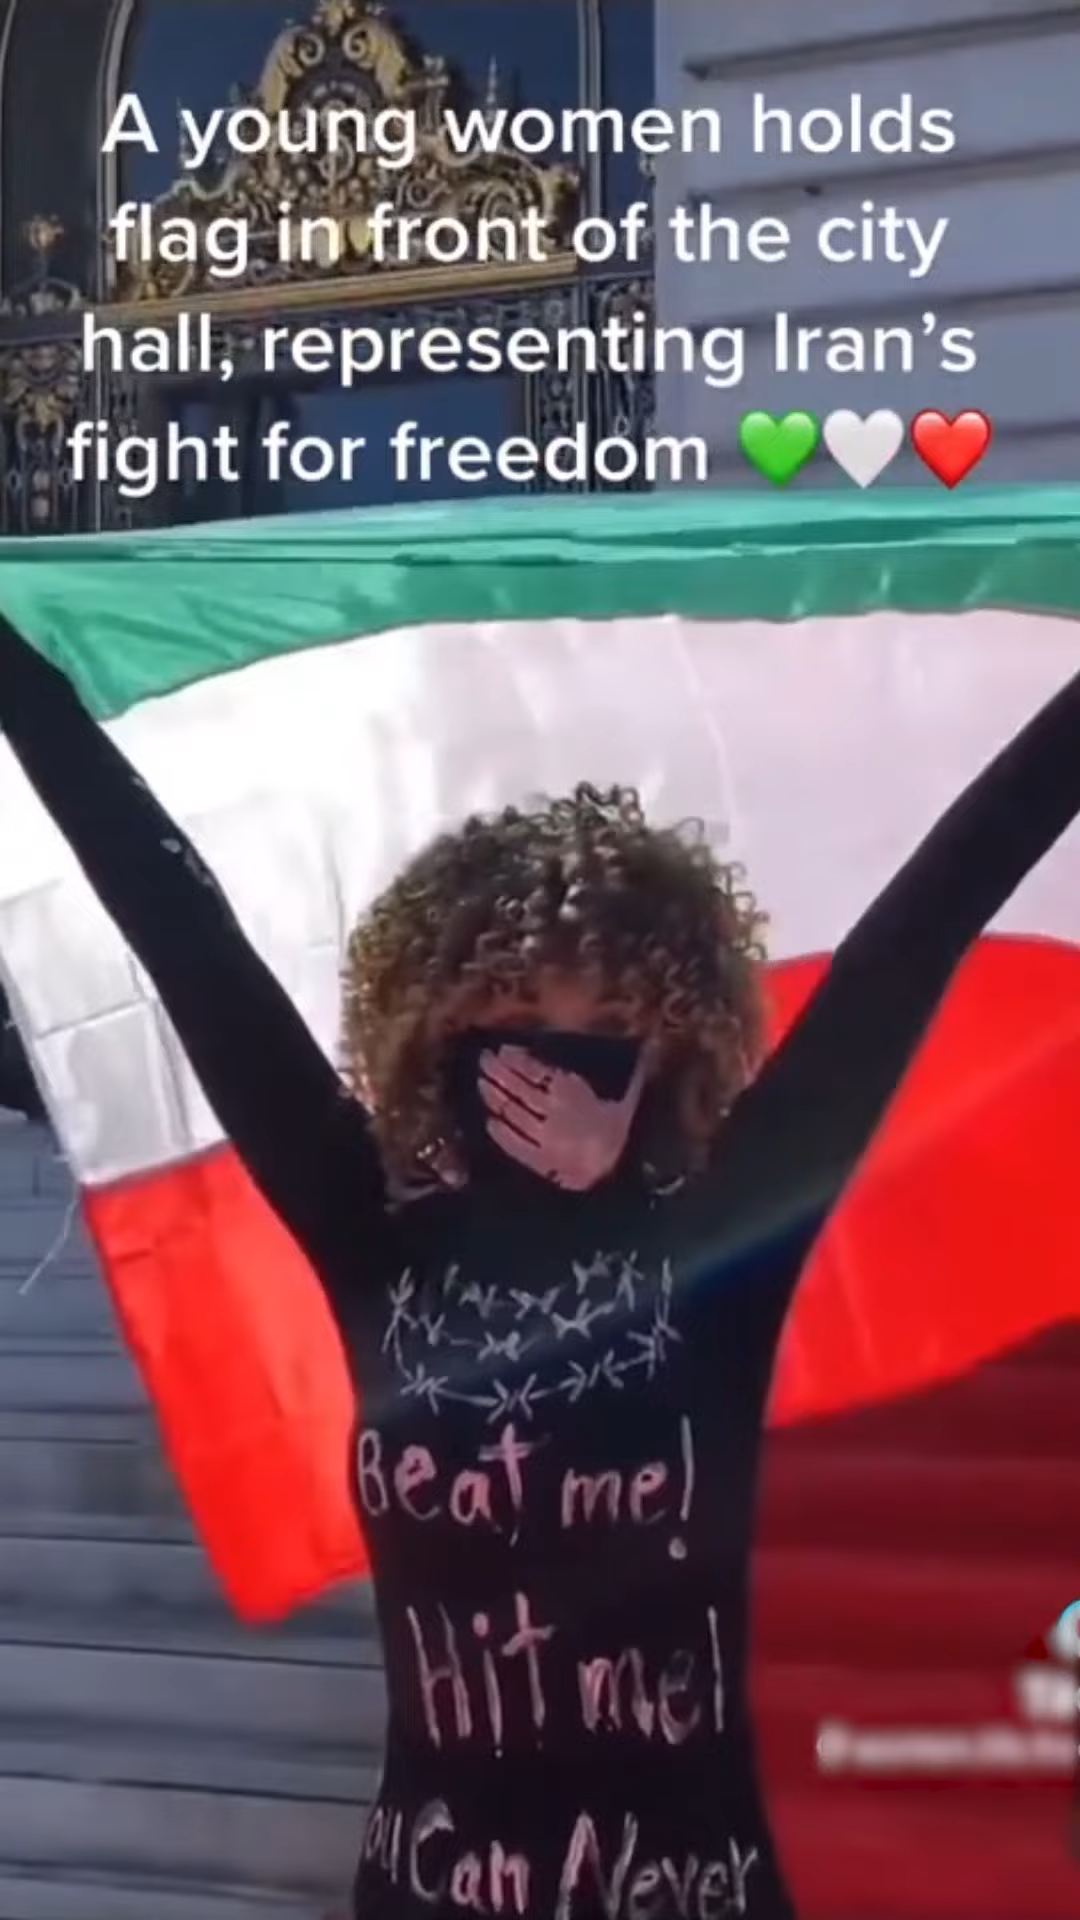 A young women holds
flag in front of the city
hall, representing Iran’s
fight for freedom 💚🤍❤️
Beat me!
Hit me!
Can Never